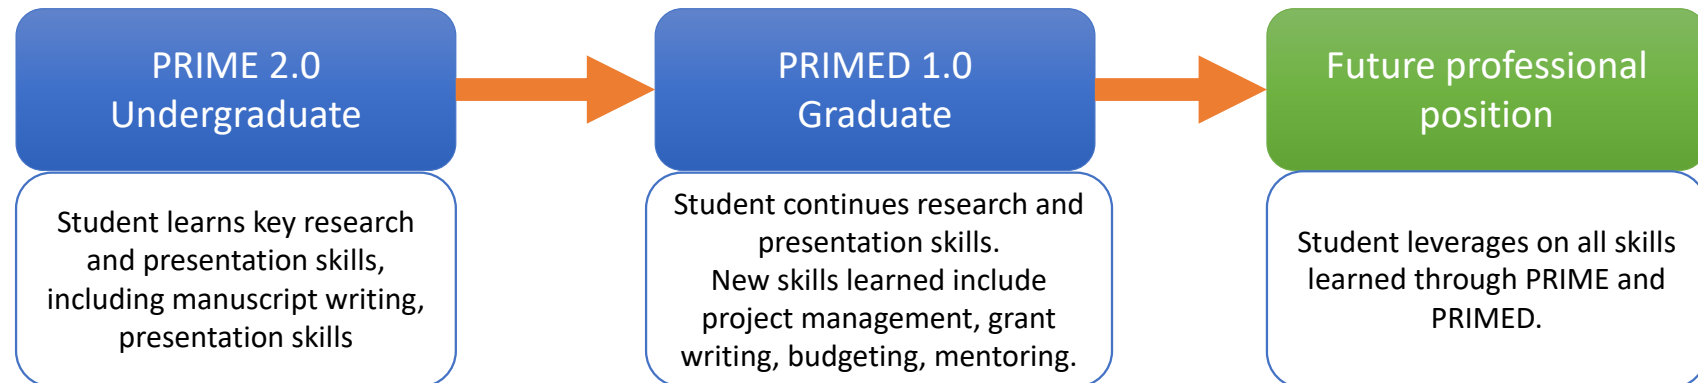 PRIME 2.0
Undergraduate
Student learns key research
and presentation skills,
including manuscript writing,
presentation skills
PRIMED 1.0
Graduate
Student continues research and
presentation skills.
New skills learned include
project management, grant
writing, budgeting, mentoring.
Future professional
position
Student leverages on all skills
learned through PRIME and
PRIMED.